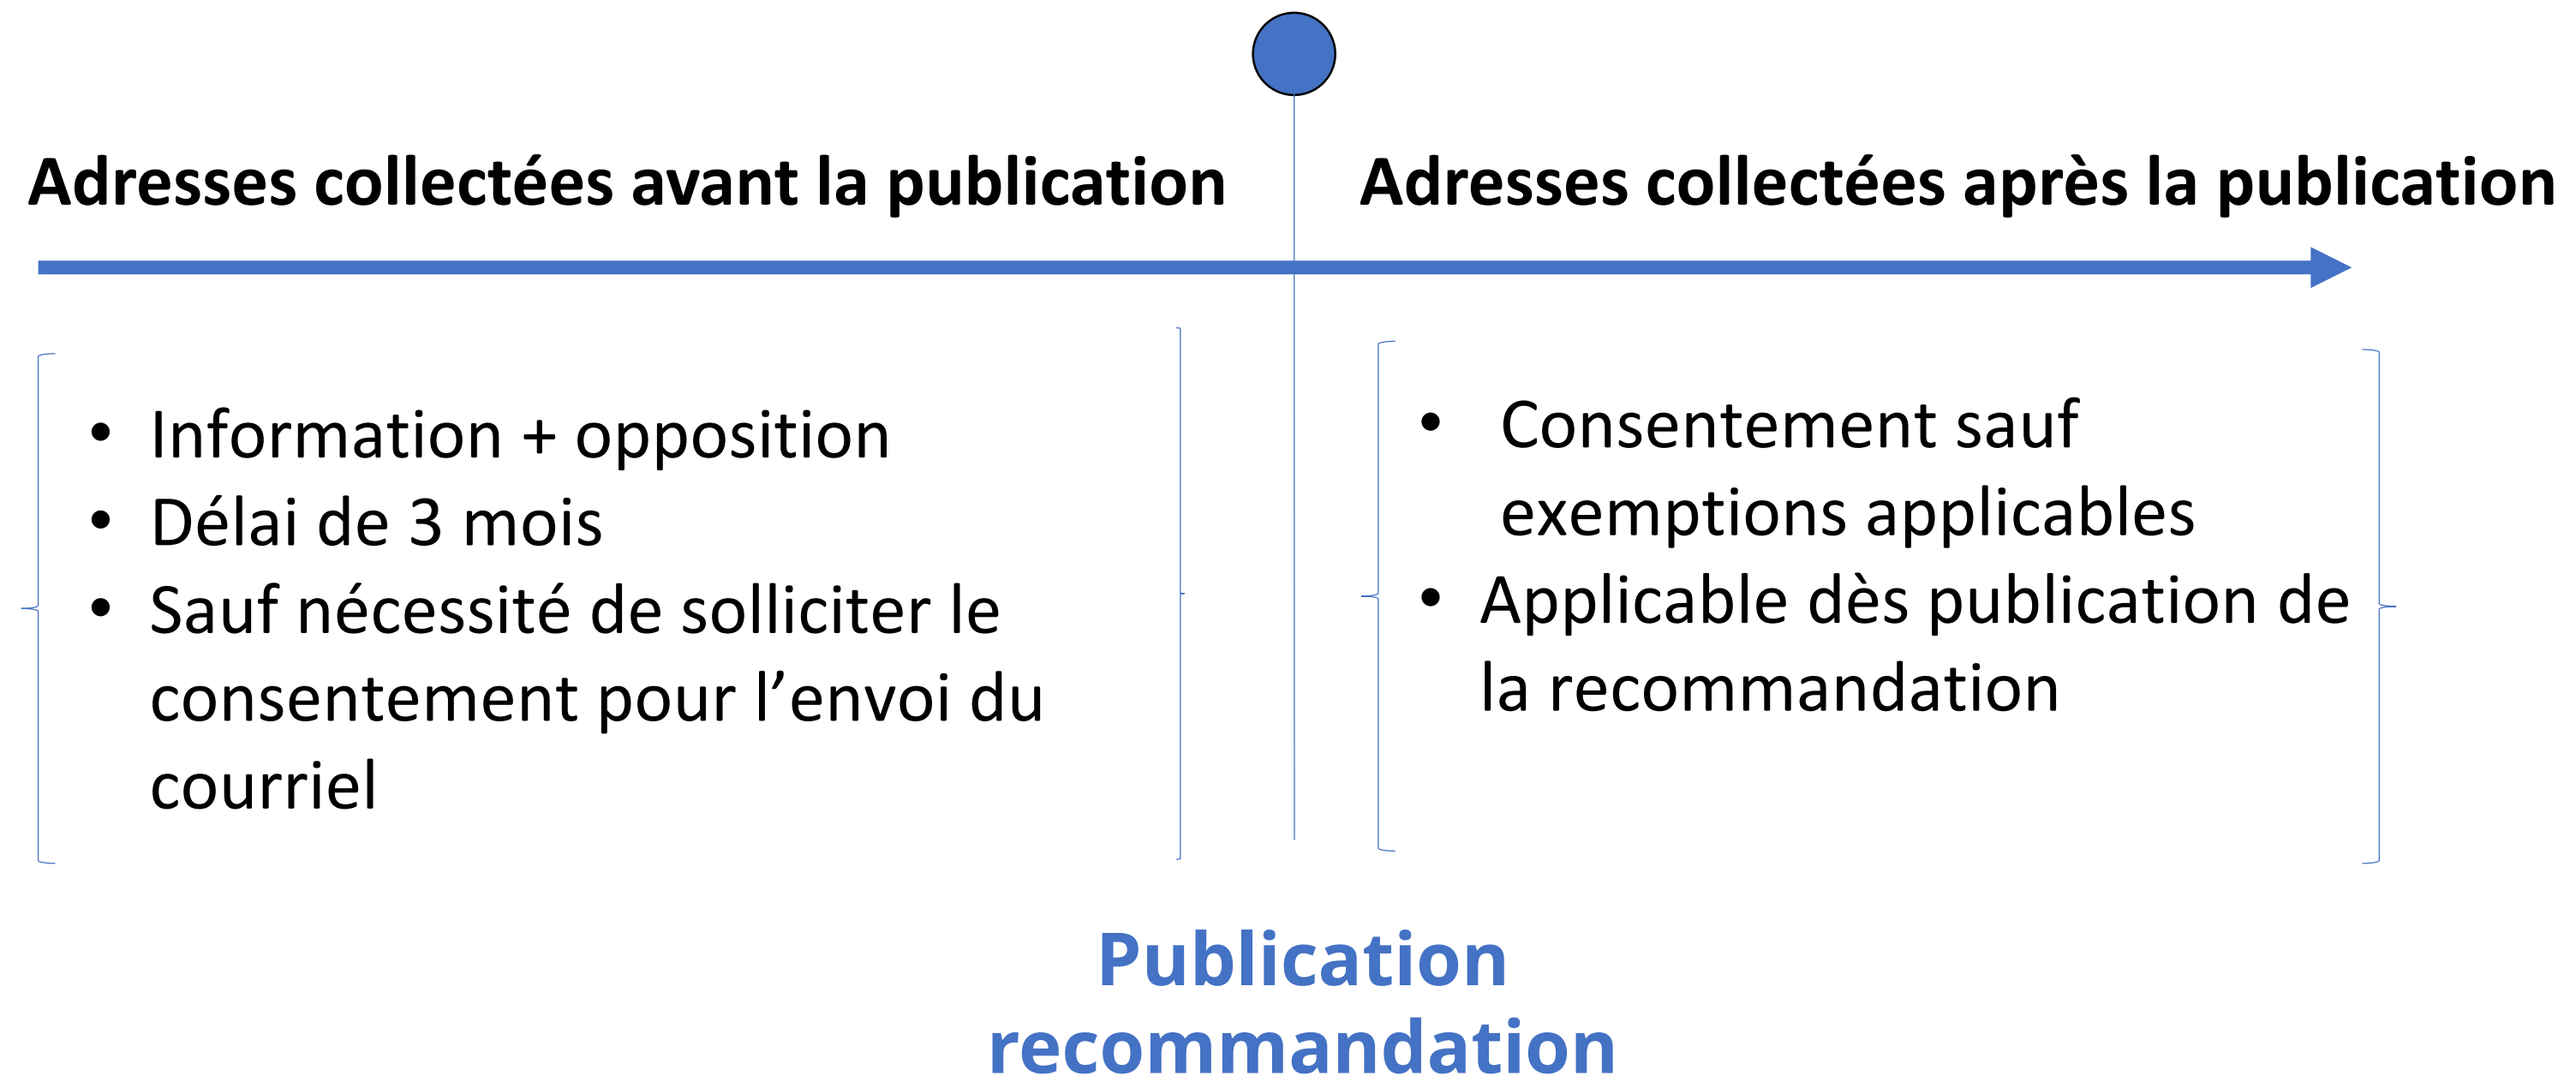 Adresses collectées avant la publication
Adresses collectées après la publication
• Information + opposition
• Délai de 3 mois
• Sauf nécessité de solliciter le
consentement pour l’envoi du
courriel
• Consentement sauf
exemptions applicables
• Applicable dès publication de
la recommandation
Publication
recommandation